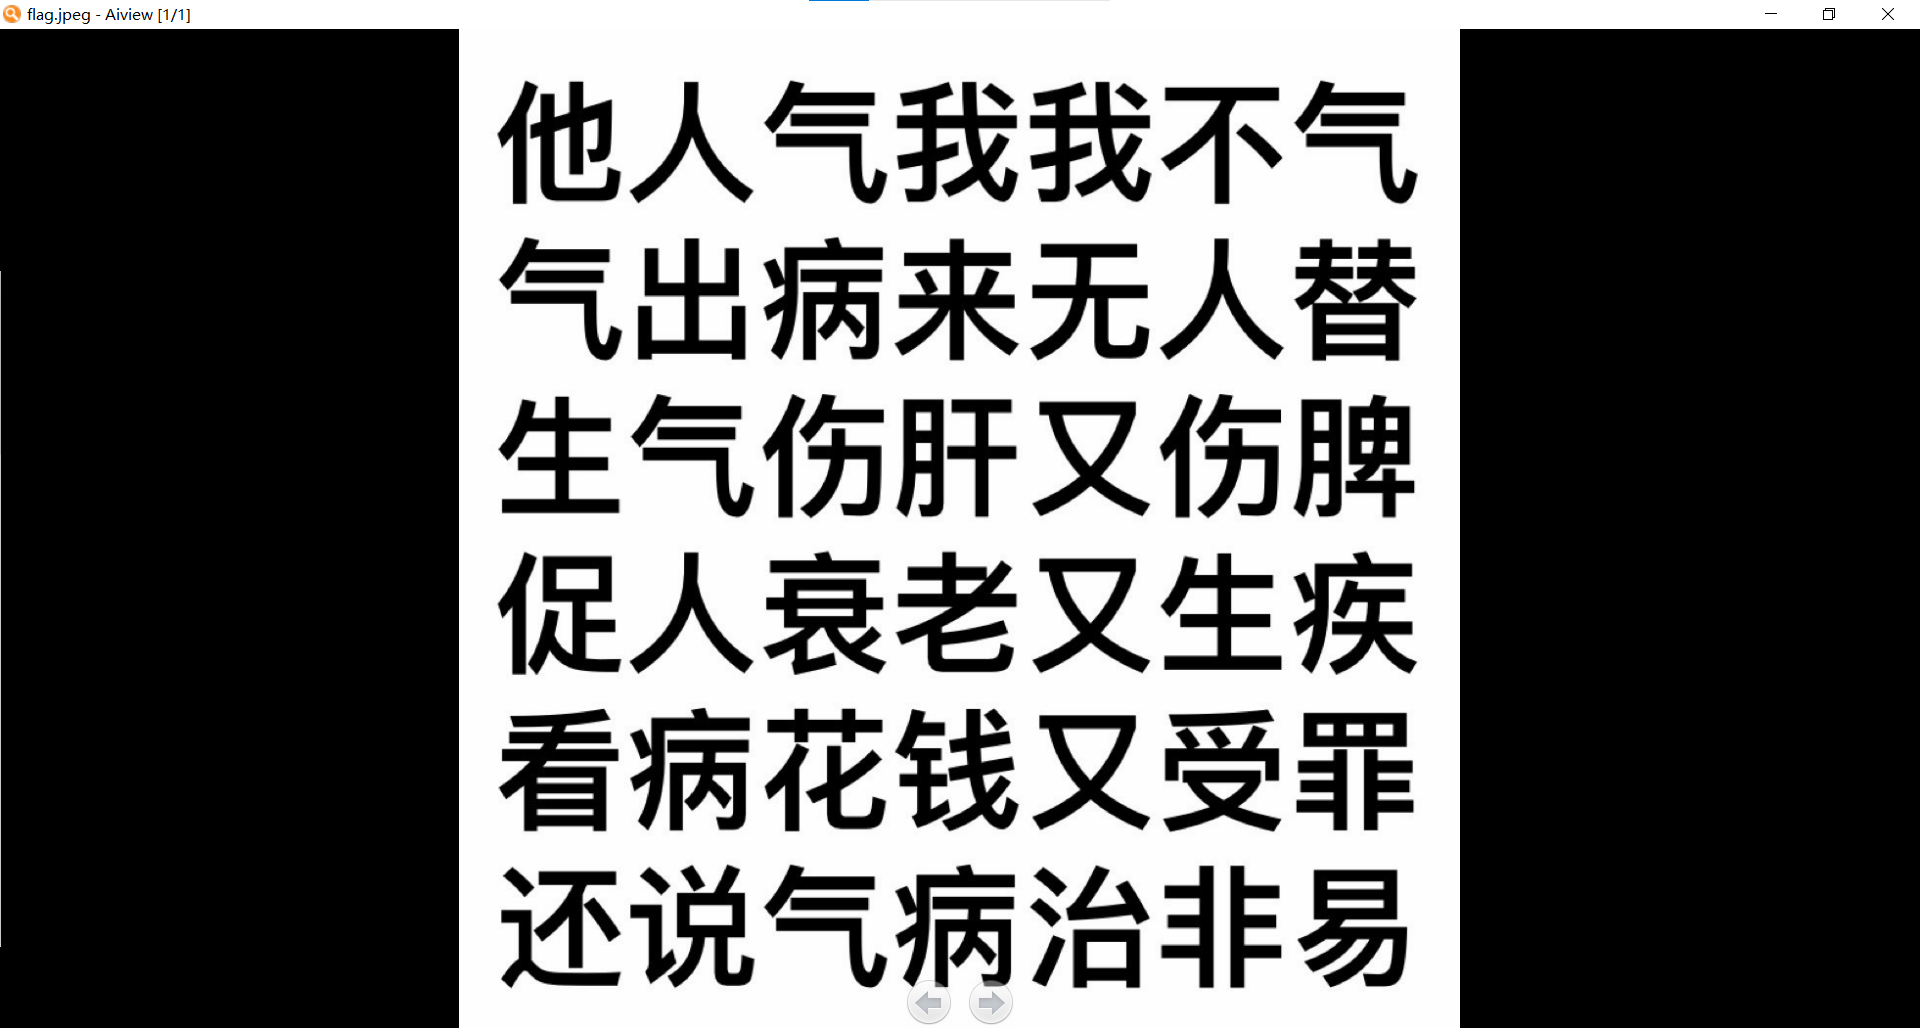 flag.jpeg - Aiview [1/1]
他人气我我不气
气出病来无人替
生气伤肝又伤脾
促人衰老又生疾
看病花钱又受罪
还说气病治非易